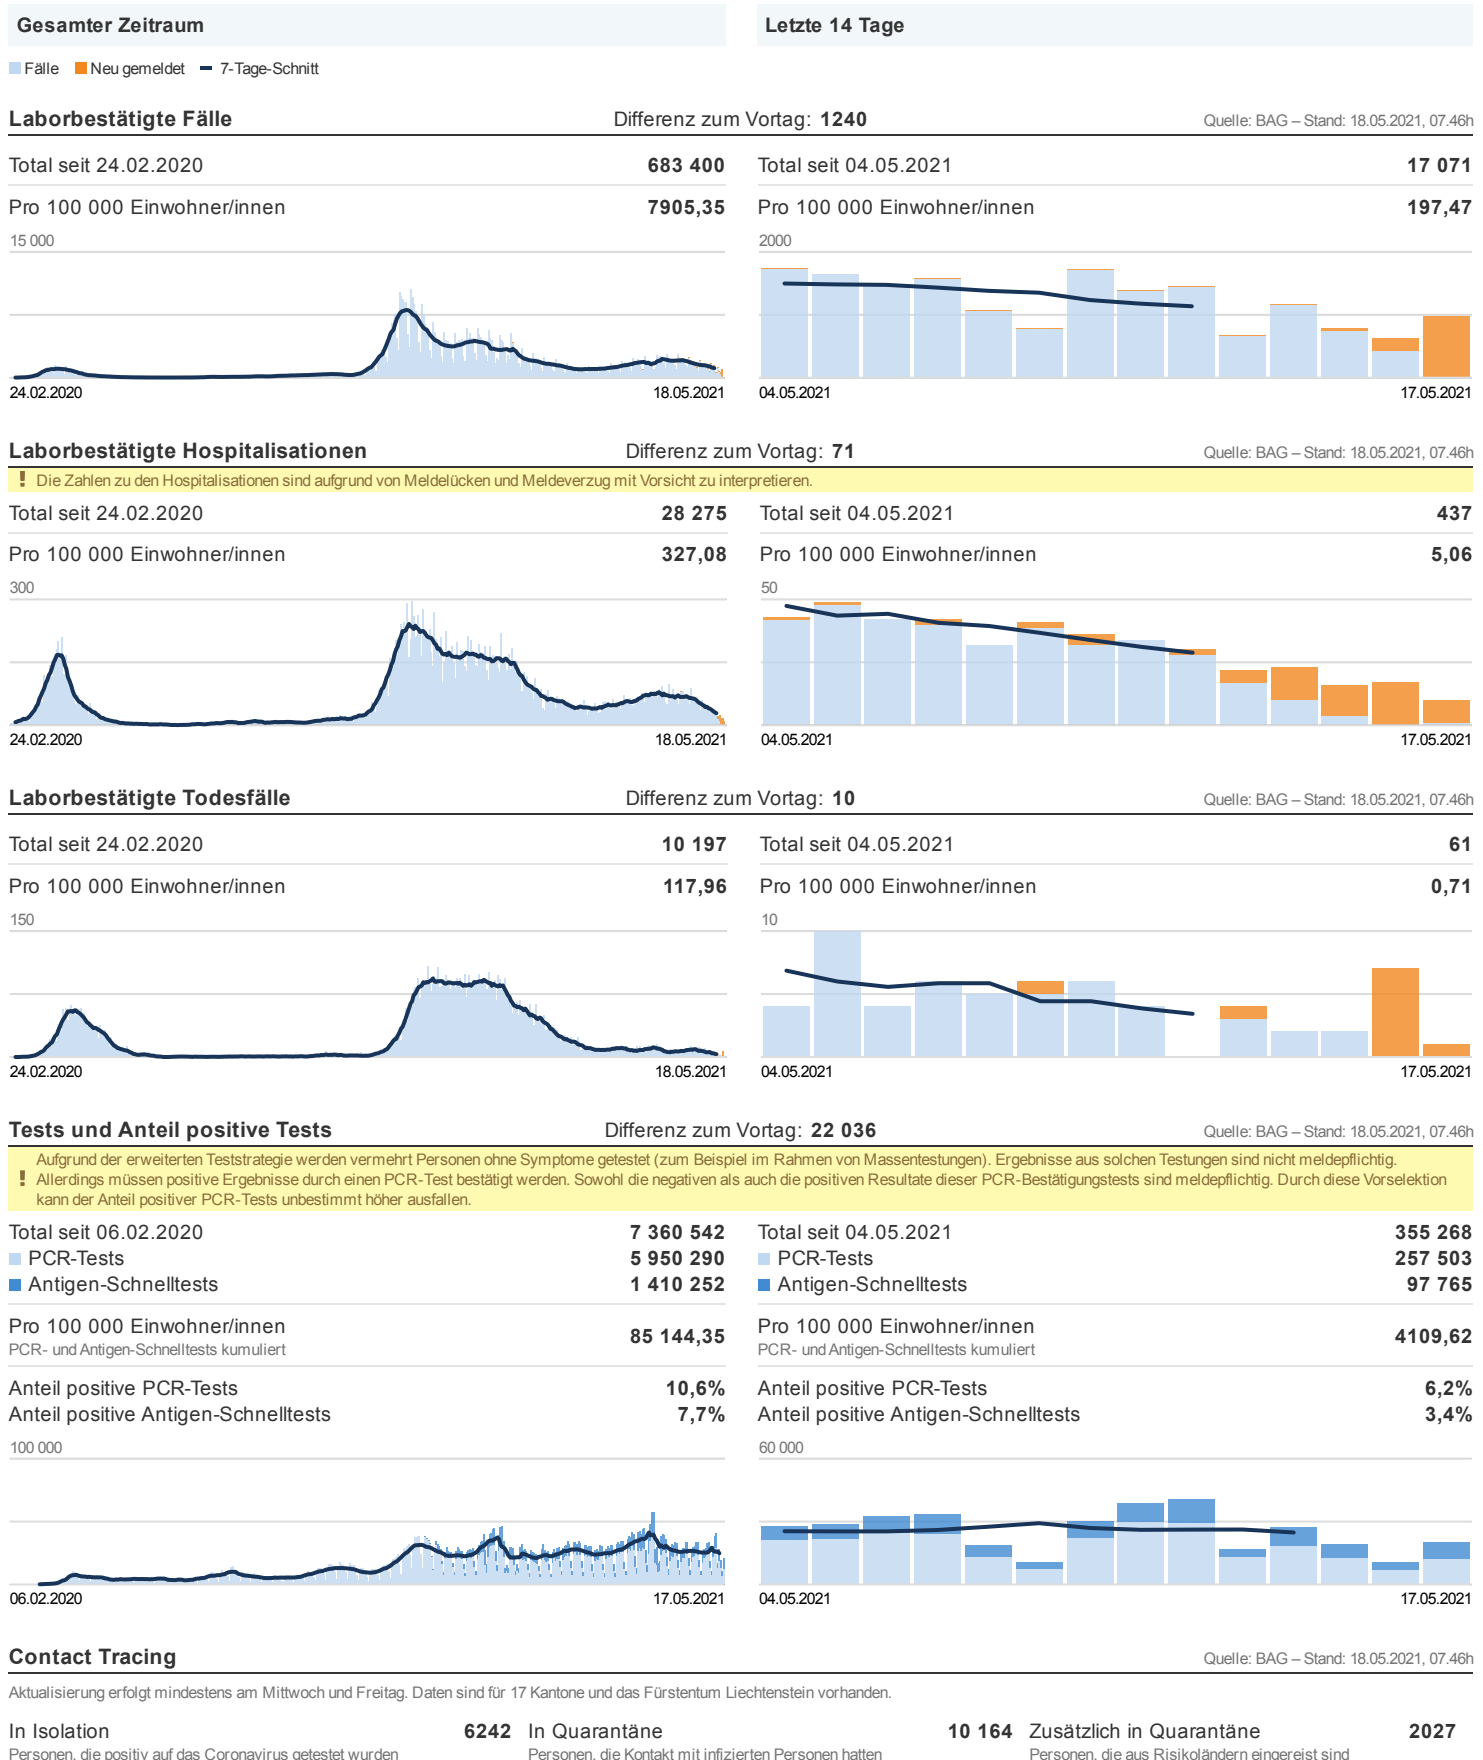 Gesamter Zeitraum
Letzte 14 Tage
Fälle Neu gemeldet 7-Tage-Schnitt
Laborbestätigte Fälle Differenz zum Vortag: 1240 Quelle: BAG – Stand: 18.05.2021, 07.46h
Total seit 24.02.2020 683 400
Pro 100 000 Einwohner/innen 7905,35
15 000
24.02.2020 18.05.2021
Total seit 04.05.2021 17 071
Pro 100 000 Einwohner/innen 197,47
2000
04.05.2021 17.05.2021
Laborbestätigte Hospitalisationen Differenz zum Vortag: 71 Quelle: BAG – Stand: 18.05.2021, 07.46h
! Die Zahlen zu den Hospitalisationen sind aufgrund von Meldelücken und Meldeverzug mit Vorsicht zu interpretieren.
Total seit 24.02.2020 28 275
Pro 100 000 Einwohner/innen 327,08
300
24.02.2020 18.05.2021
Total seit 04.05.2021 437
Pro 100 000 Einwohner/innen 5,06
50
04.05.2021 17.05.2021
Laborbestätigte Todesfälle Differenz zum Vortag: 10 Quelle: BAG – Stand: 18.05.2021, 07.46h
Total seit 24.02.2020 10 197
Pro 100 000 Einwohner/innen 117,96
150
24.02.2020 18.05.2021
Total seit 04.05.2021 61
Pro 100 000 Einwohner/innen 0,71
10
04.05.2021 17.05.2021
Tests und Anteil positive Tests Differenz zum Vortag: 22 036 Quelle: BAG – Stand: 18.05.2021, 07.46h
Aufgrund der erweiterten Teststrategie werden vermehrt Personen ohne Symptome getestet (zum Beispiel im Rahmen von Massentestungen). Ergebnisse aus solchen Testungen sind nicht meldepflichtig.
! Allerdings müssen positive Ergebnisse durch einen PCR-Test bestätigt werden. Sowohl die negativen als auch die positiven Resultate dieser PCR-Bestätigungstests sind meldepflichtig. Durch diese Vorselektion
kann der Anteil positiver PCR-Tests unbestimmt höher ausfallen.
Total seit 06.02.2020 7 360 542
PCR-Tests 5 950 290
Antigen-Schnelltests 1 410 252
Pro 100 000 Einwohner/innen 85 144,35
PCR- und Antigen-Schnelltests kumuliert
Anteil positive PCR-Tests 10,6%
Anteil positive Antigen-Schnelltests 7,7%
100 000
06.02.2020 17.05.2021
Total seit 04.05.2021 355 268
PCR-Tests 257 503
Antigen-Schnelltests 97 765
Pro 100 000 Einwohner/innen 4109,62
PCR- und Antigen-Schnelltests kumuliert
Anteil positive PCR-Tests 6,2%
Anteil positive Antigen-Schnelltests 3,4%
60 000
04.05.2021 17.05.2021
Contact Tracing Quelle: BAG – Stand: 18.05.2021, 07.46h
Aktualisierung erfolgt mindestens am Mittwoch und Freitag. Daten sind für 17 Kantone und das Fürstentum Liechtenstein vorhanden.
In Isolation 6242
Personen, die positiv auf das Coronavirus getestet wurden
In Quarantäne 10 164
Personen, die Kontakt mit infizierten Personen hatten
Zusätzlich in Quarantäne 2027
Personen, die aus Risikoländern eingereist sind